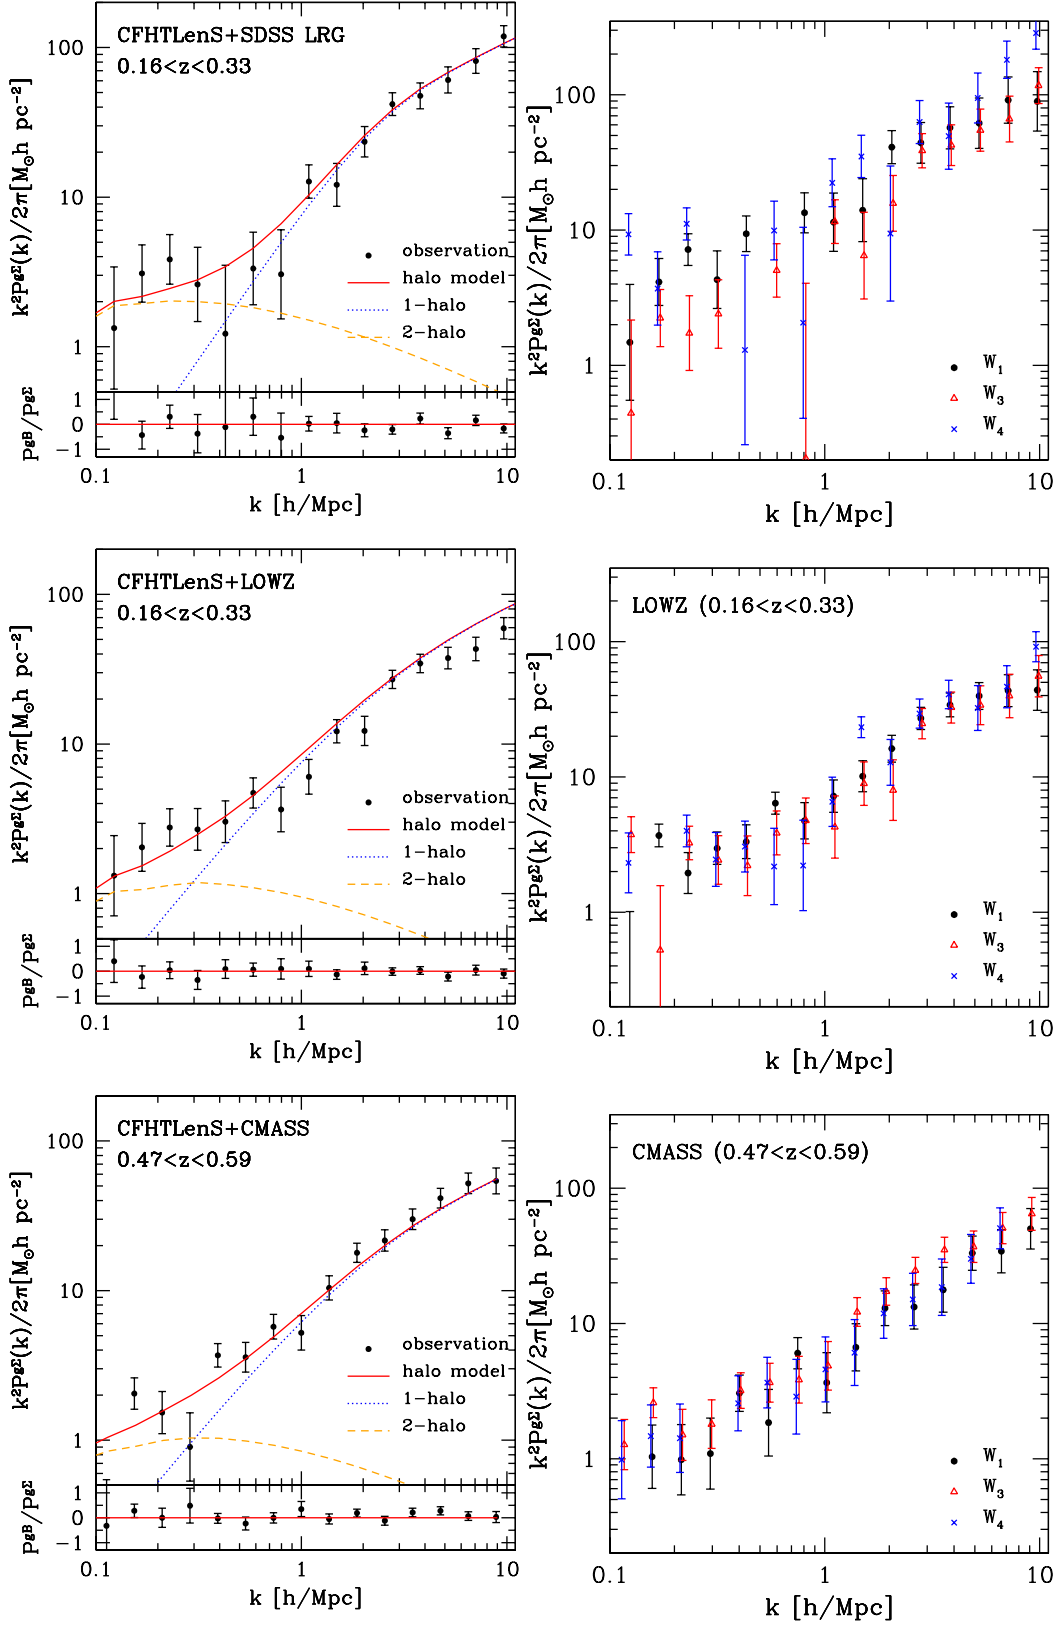 CFHTLenS+SDSS LRG
0.16<z<0.33
100
10
1
k²PgΣ(k)/2π[M⊙h pc⁻²]
observation
halo model
1-halo
2-halo
1
0
−1
PgB/PgΣ
0.1
1
10
k [h/Mpc]
100
10
1
k²PgΣ(k)/2π[M⊙h pc⁻²]
W₁
W₃
W₄
0.1
1
10
k [h/Mpc]
CFHTLenS+LOWZ
0.16<z<0.33
100
10
1
k²PgΣ(k)/2π[M⊙h pc⁻²]
observation
halo model
1-halo
2-halo
1
0
−1
PgB/PgΣ
0.1
1
10
k [h/Mpc]
LOWZ (0.16<z<0.33)
100
10
1
k²PgΣ(k)/2π[M⊙h pc⁻²]
W₁
W₃
W₄
0.1
1
10
k [h/Mpc]
CFHTLenS+CMASS
0.47<z<0.59
100
10
1
k²PgΣ(k)/2π[M⊙h pc⁻²]
observation
halo model
1-halo
2-halo
1
0
−1
PgB/PgΣ
0.1
1
10
k [h/Mpc]
CMASS (0.47<z<0.59)
100
10
1
k²PgΣ(k)/2π[M⊙h pc⁻²]
W₁
W₃
W₄
0.1
1
10
k [h/Mpc]